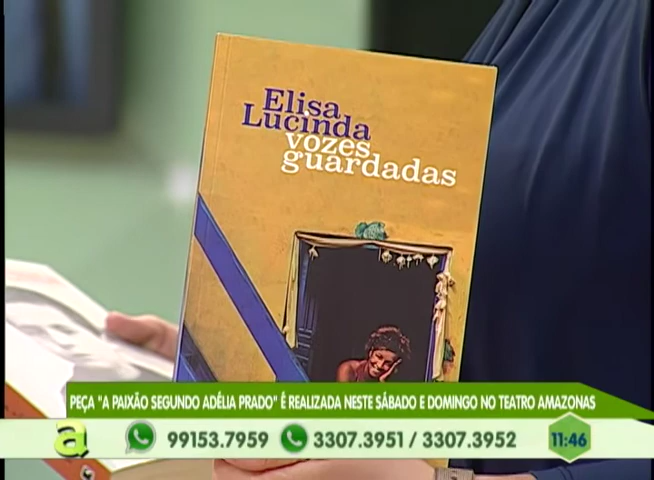 Elisa
Lucinda
vozes
guardadas
PEÇA "A PAIXÃO SEGUNDO ADÉLIA PRADO" É REALIZADA NESTE SÁBADO E DOMINGO NO TEATRO AMAZONAS
a 99153.7959 3307.3951 / 3307.3952 11:46